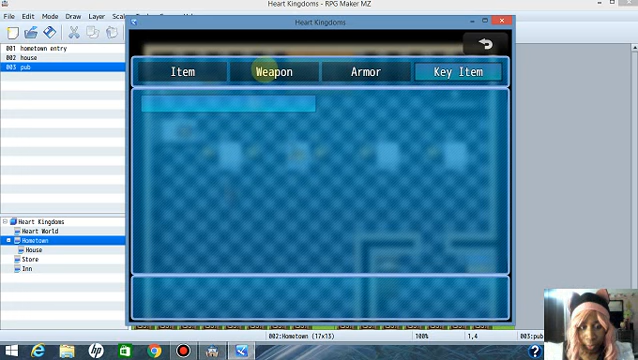 Heart Kingdoms - RPG Maker MZ
Heart Kingdoms
File Edit Mode Draw
001 hometown entry
002 house
003 pub
Item Weapon Armor Key Item
Heart Kingdoms
Heart World
Hometown
House
Store
Inn
002:Hometown (17x13) 100% 1,4 003:pub